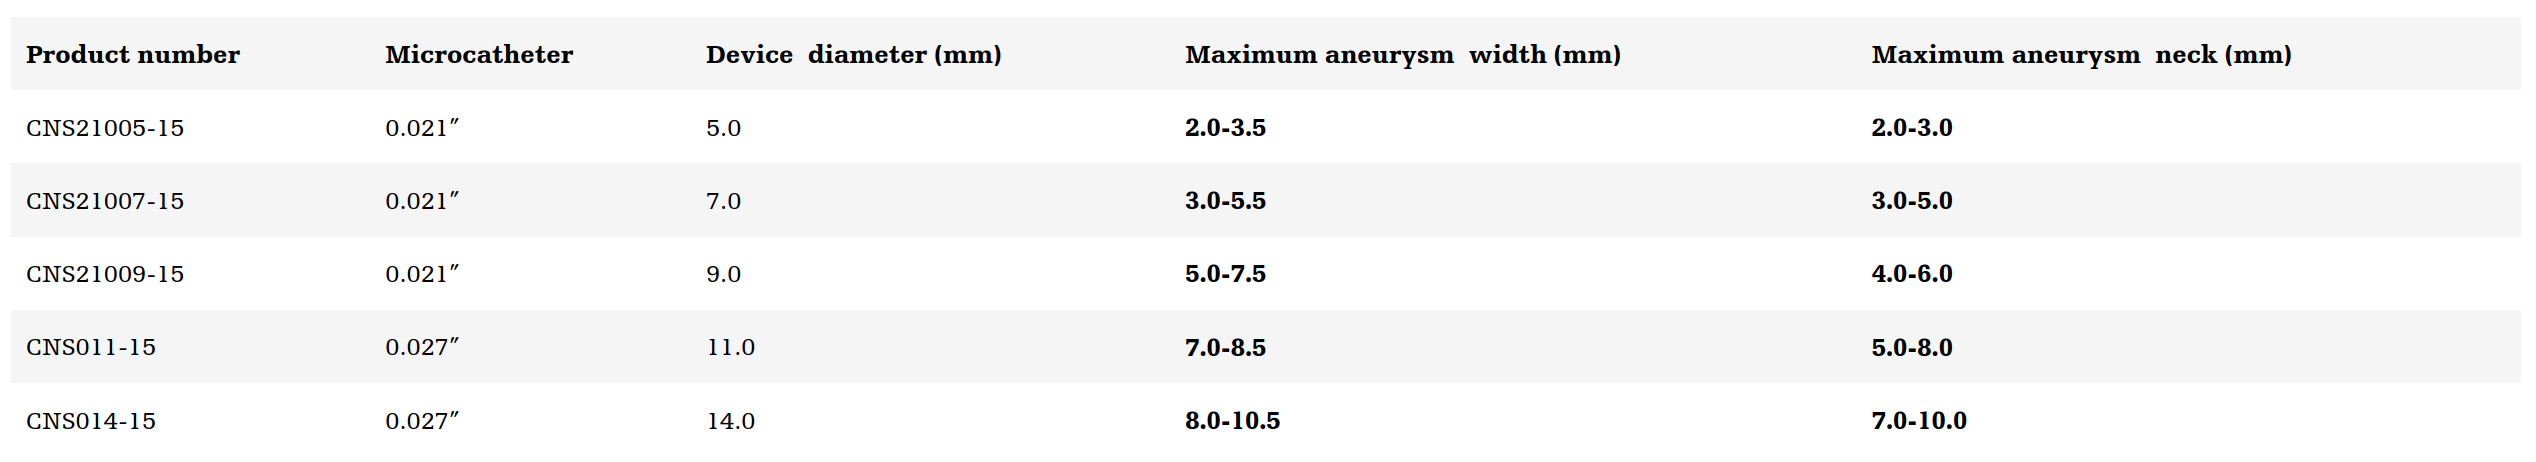 Product number Microcatheter Device diameter (mm) Maximum aneurysm width (mm) Maximum aneurysm neck (mm)
CNS21005-15 0.021″ 5.0 2.0-3.5 2.0-3.0
CNS21007-15 0.021″ 7.0 3.0-5.5 3.0-5.0
CNS21009-15 0.021″ 9.0 5.0-7.5 4.0-6.0
CNS011-15 0.027″ 11.0 7.0-8.5 5.0-8.0
CNS014-15 0.027″ 14.0 8.0-10.5 7.0-10.0